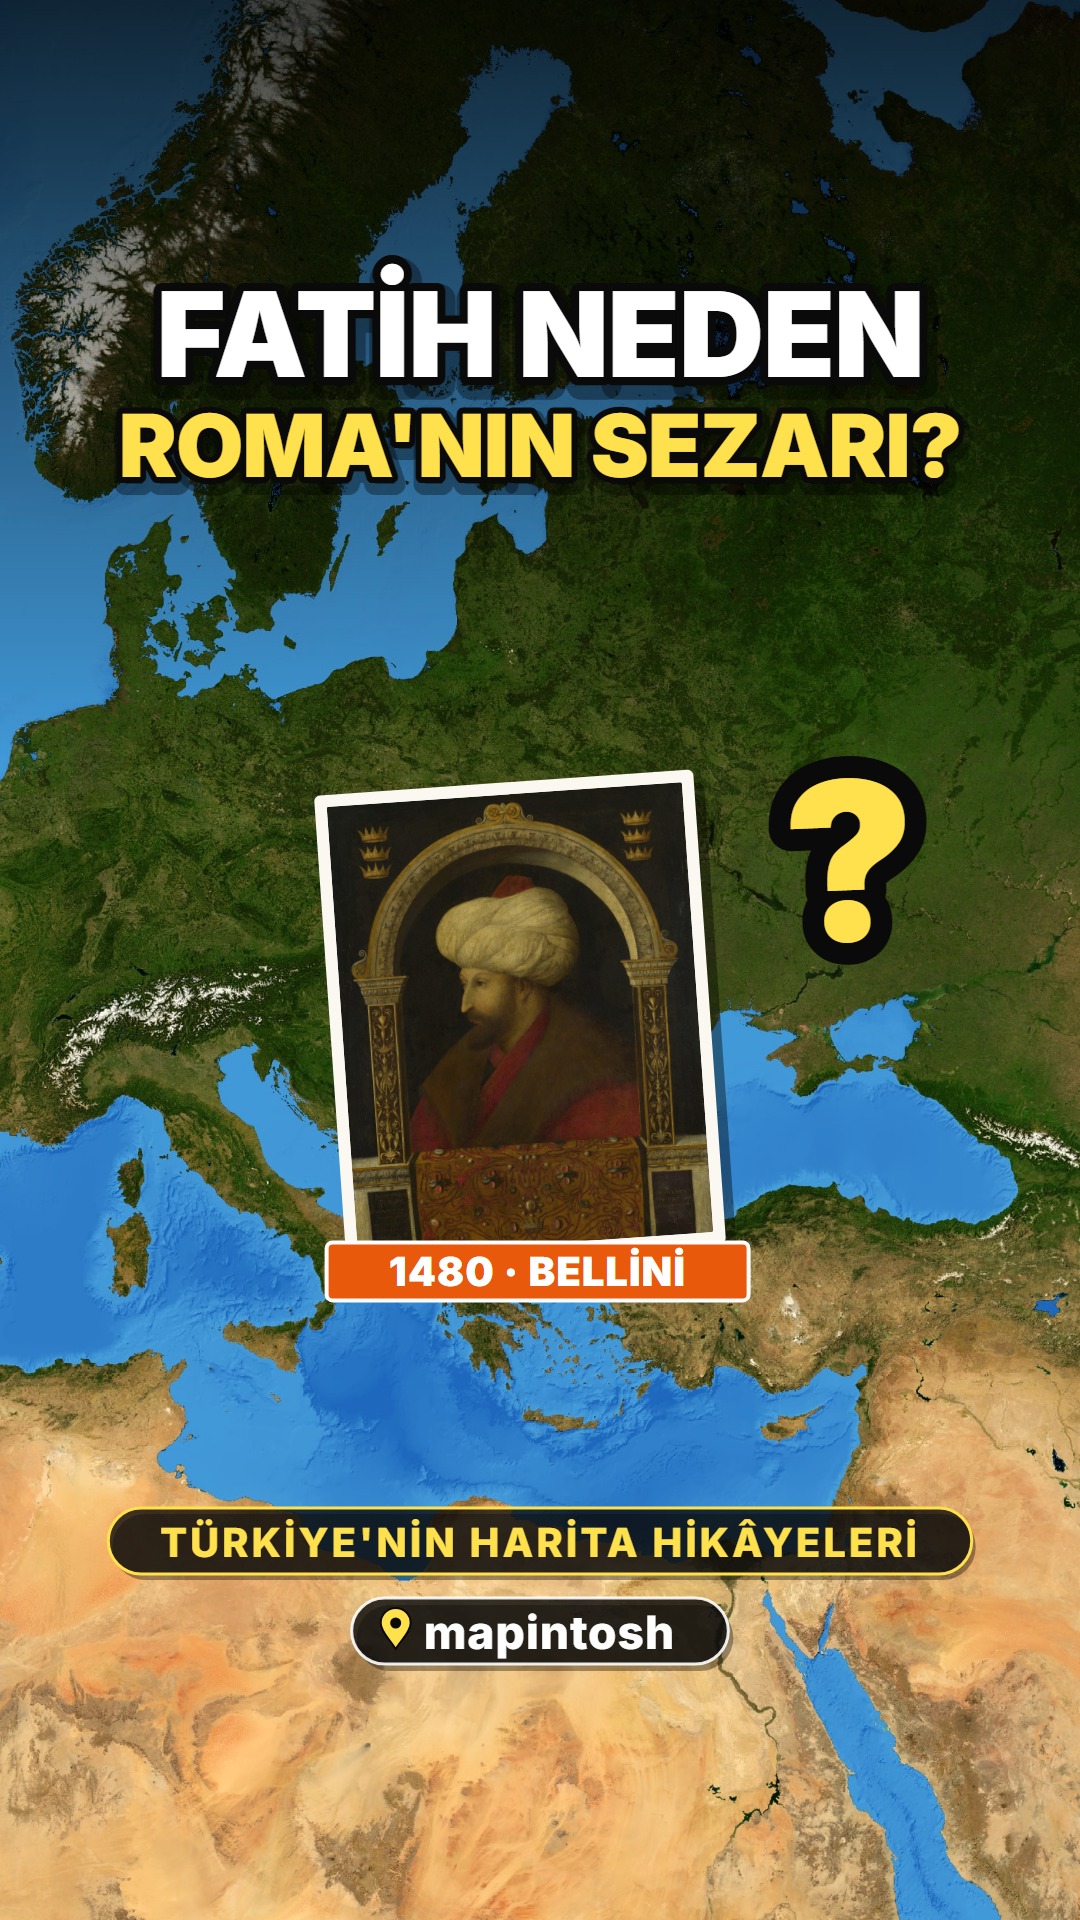 FATİH NEDEN
ROMA'NIN SEZARI?
?
1480 · BELLİNİ
TÜRKİYE'NİN HARİTA HİKÂYELERİ
mapintosh